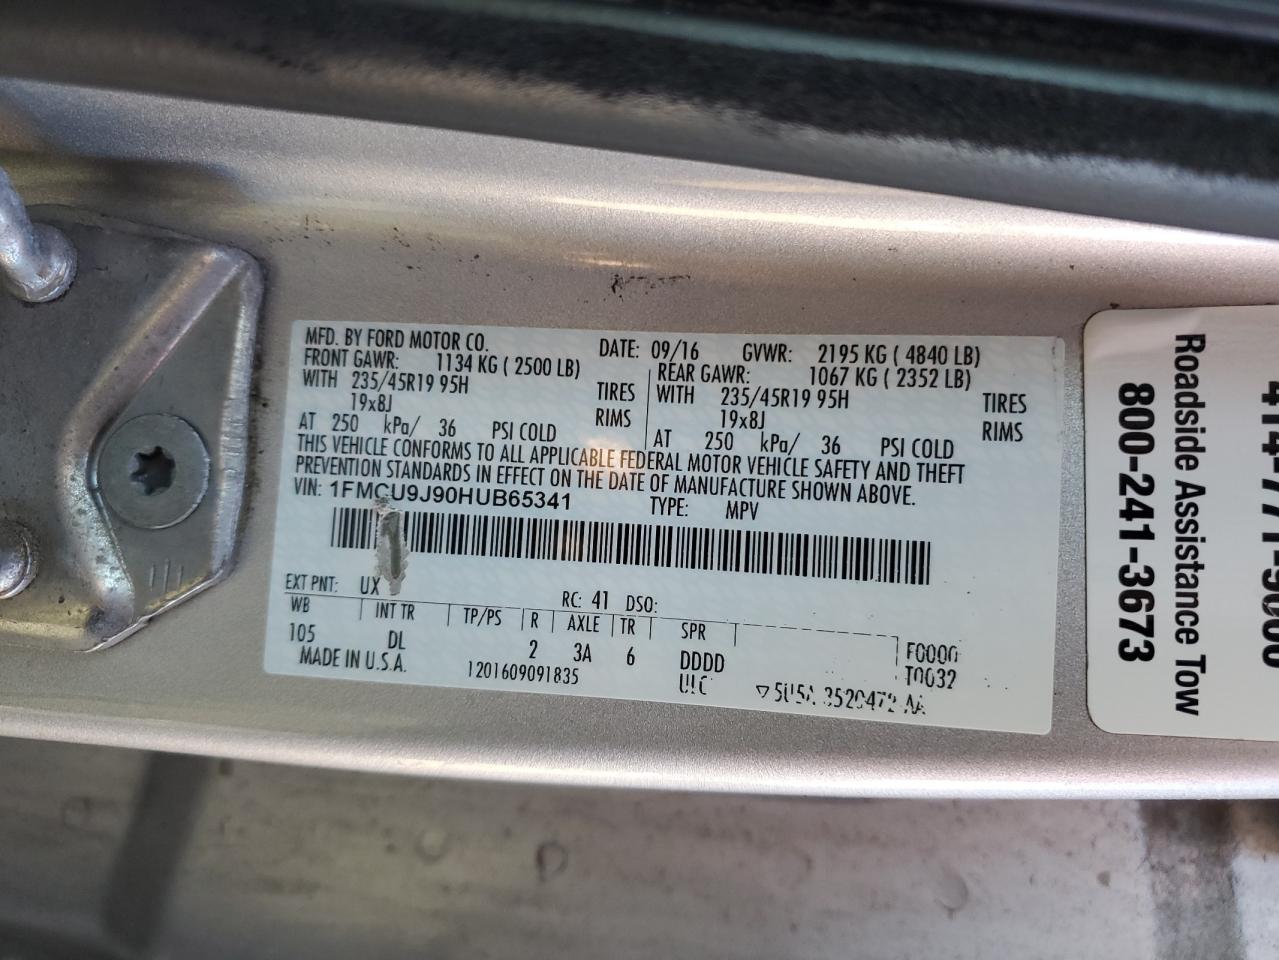 MFD. BY FORD MOTOR CO.
DATE: 09/16 GVWR: 2195 KG ( 4840 LB)
FRONT GAWR: 1134 KG ( 2500 LB)
REAR GAWR: 1067 KG ( 2352 LB)
WITH 235/45R19 95H TIRES
WITH 235/45R19 95H TIRES
19x8J RIMS
19x8J RIMS
AT 250 kPa/ 36 PSI COLD
AT 250 kPa/ 36 PSI COLD
THIS VEHICLE CONFORMS TO ALL APPLICABLE FEDERAL MOTOR VEHICLE SAFETY AND THEFT
PREVENTION STANDARDS IN EFFECT ON THE DATE OF MANUFACTURE SHOWN ABOVE.
VIN: 1FMCU9J90HUB65341 TYPE: MPV
EXT PNT: UX RC: 41 DSO:
WB INT TR TP/PS R AXLE TR SPR
105 DL 2 3A 6 DDDD
F0000
T0032
MADE IN U.S.A. 1201609091835 ULC
Roadside Assistance Tow
800-241-3673